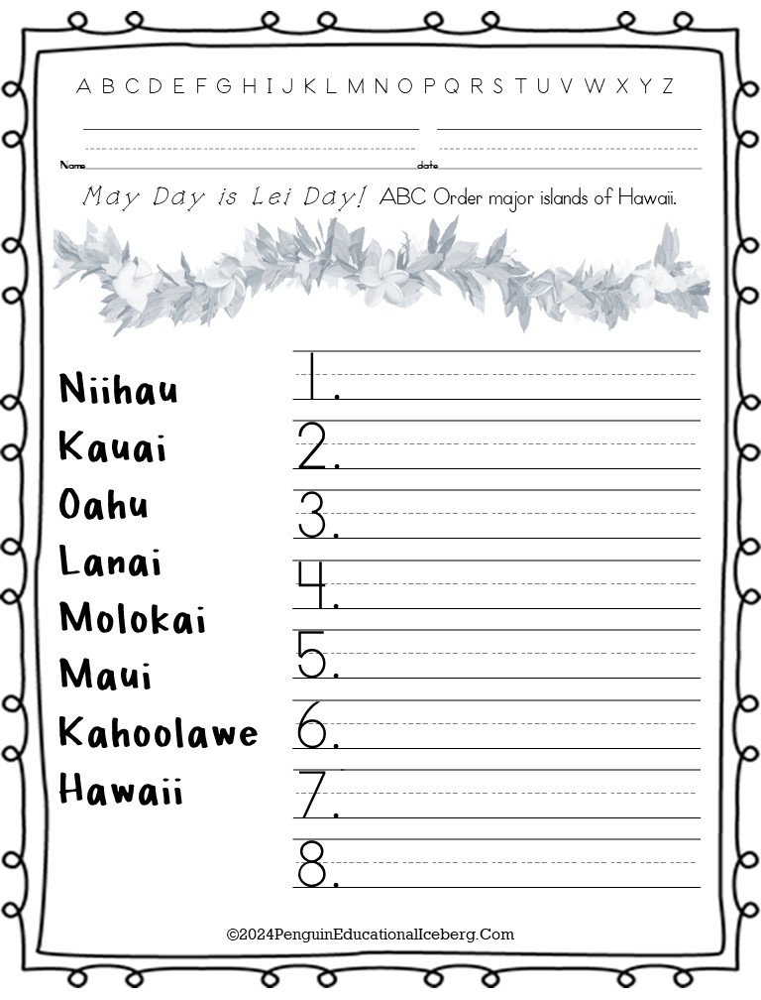 A B C D E F G H I J K L M N O P Q R S T U V W X Y Z
Name date
May Day is Lei Day! ABC Order major islands of Hawaii.
Niihau 1.
Kauai 2.
Oahu 3.
Lanai 4.
Molokai 5.
Maui 6.
Kahoolawe 7.
Hawaii 8.
©2024PenguinEducationalIceberg.Com